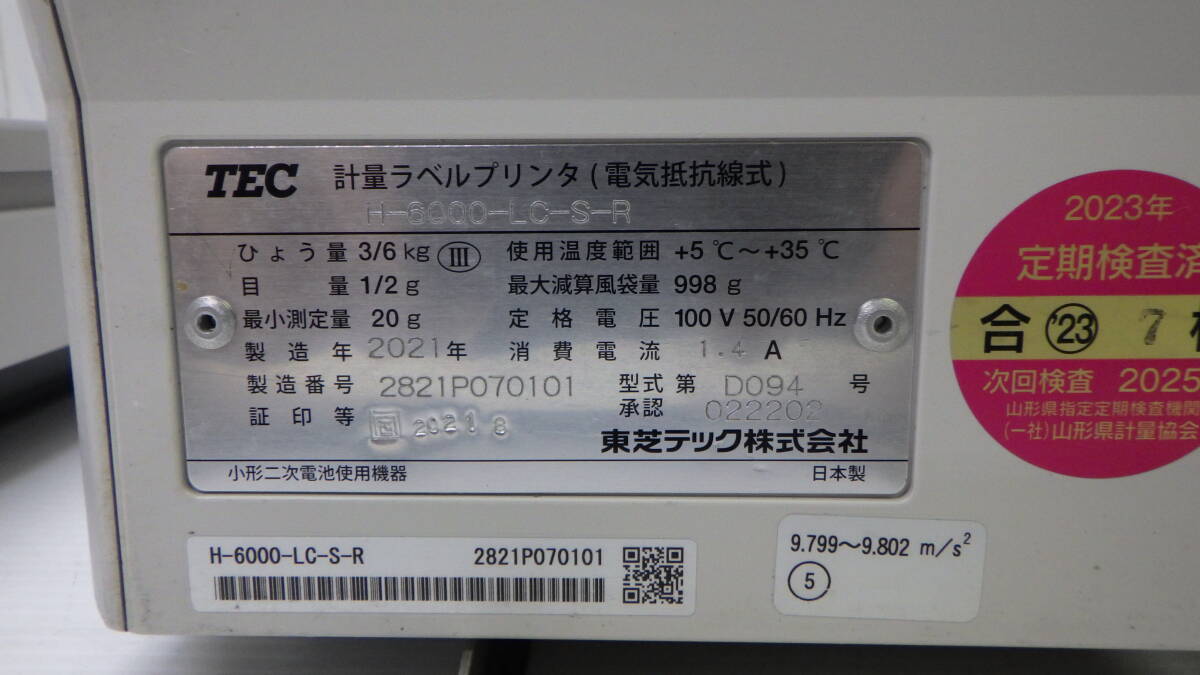 TEC 計量ラベルプリンタ(電気抵抗線式)
H-6000-LC-S-R
ひょう量 3/6 kg Ⅲ 使用温度範囲 +5℃～+35℃
目量 1/2 g 最大減算風袋量 998 g
最小測定量 20 g 定格電圧 100 V 50/60 Hz
製造年 2021年 消費電流 1.4 A
製造番号 2821P070101 型式承認 第 D094 号
022202
証印等 2021 8
東芝テック株式会社
小形二次電池使用機器 日本製
H-6000-LC-S-R 2821P070101
9.799～9.802 m/s²
5
2023年
定期検査済
合 '23 7
次回検査 2025
山形県指定定期検査機関
(一社)山形県計量協会